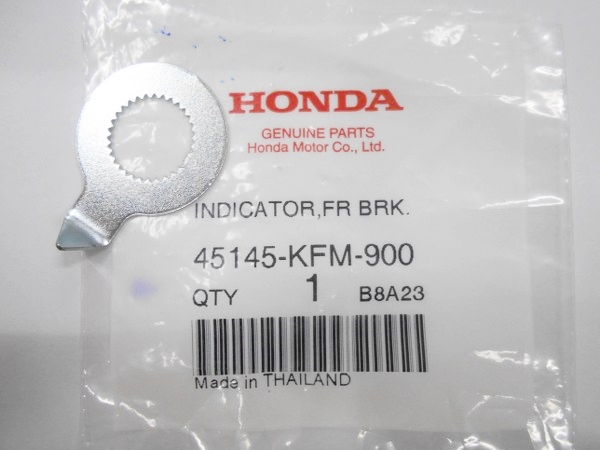 HONDA
GENUINE PARTS
Honda Motor Co., Ltd.
INDICATOR,FR BRK.
45145-KFM-900
QTY 1 B8A23
Made in THAILAND